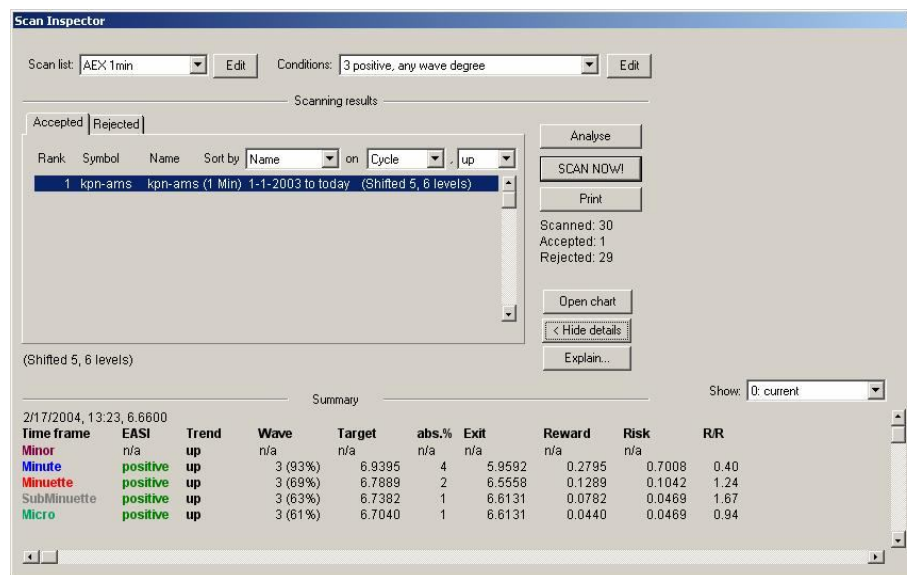 Scan Inspector
Scan list: AEX 1min Edit Conditions: 3 positive, any wave degree Edit
Scanning results
Accepted Rejected
Rank Symbol Name Sort by Name on Cycle , up
1 kpn-ams kpn-ams (1 Min) 1-1-2003 to today (Shifted 5, 6 levels)
Analyse
SCAN NOW!
Print
Scanned: 30
Accepted: 1
Rejected: 29
Open chart
< Hide details
Explain...
(Shifted 5, 6 levels)
Show: 0: current
Summary
2/17/2004, 13:23, 6.6600
Time frame EASI Trend Wave Target abs.% Exit Reward Risk R/R
Minor n/a up n/a n/a n/a n/a n/a n/a
Minute positive up 3 (93%) 6.9395 4 5.9592 0.2795 0.7008 0.40
Minuette positive up 3 (69%) 6.7889 2 6.5558 0.1289 0.1042 1.24
SubMinuette positive up 3 (63%) 6.7382 1 6.6131 0.0782 0.0469 1.67
Micro positive up 3 (61%) 6.7040 1 6.6131 0.0440 0.0469 0.94